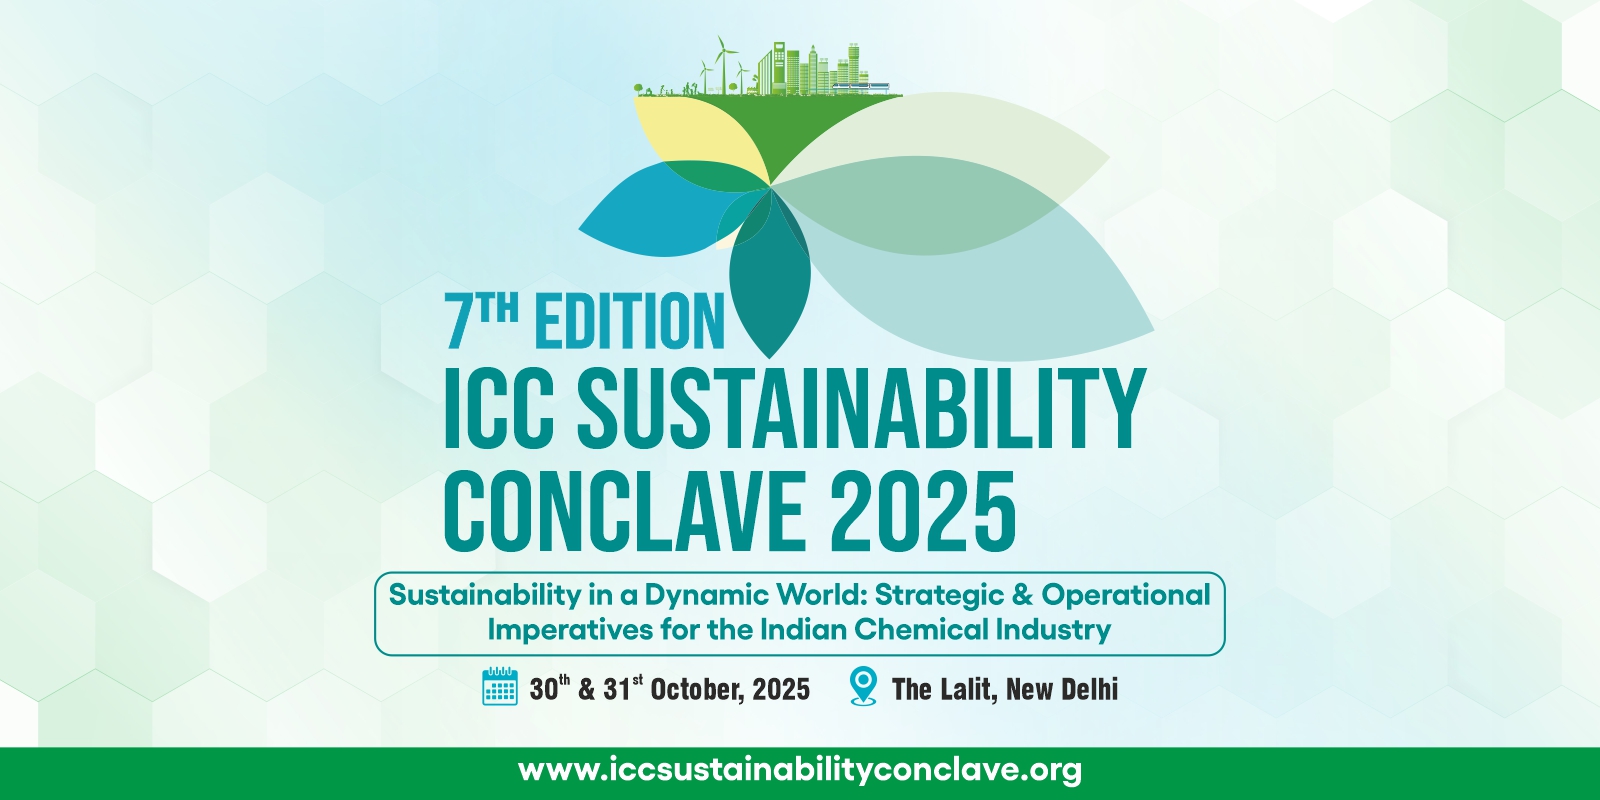 7TH EDITION
ICC SUSTAINABILITY
CONCLAVE 2025
Sustainability in a Dynamic World: Strategic & Operational
Imperatives for the Indian Chemical Industry
30th & 31st October, 2025
The Lalit, New Delhi
www.iccsustainabilityconclave.org